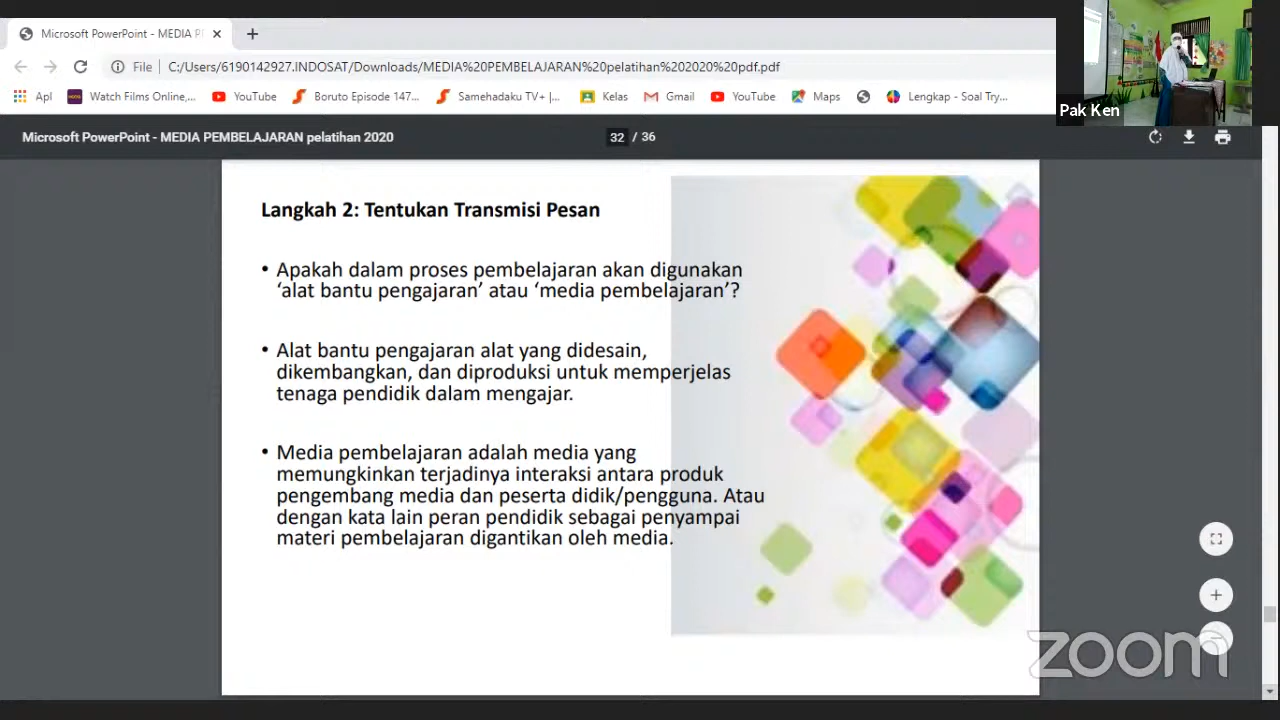 Microsoft PowerPoint - MEDIA P
File
C:/Users/6190142927.INDOSAT/Downloads/MEDIA%20PEMBELAJARAN%20pelatihan%202020%20pdf.pdf
Apl
Watch Films Online,...
YouTube
Boruto Episode 147...
Samehadaku TV+ |...
Kelas
Gmail
YouTube
Maps
Lengkap - Soal Try...
Pak Ken
Microsoft PowerPoint - MEDIA PEMBELAJARAN pelatihan 2020
32 / 36
Langkah 2: Tentukan Transmisi Pesan
• Apakah dalam proses pembelajaran akan digunakan
‘alat bantu pengajaran’ atau ‘media pembelajaran’?
• Alat bantu pengajaran alat yang didesain,
dikembangkan, dan diproduksi untuk memperjelas
tenaga pendidik dalam mengajar.
• Media pembelajaran adalah media yang
memungkinkan terjadinya interaksi antara produk
pengembang media dan peserta didik/pengguna. Atau
dengan kata lain peran pendidik sebagai penyampai
materi pembelajaran digantikan oleh media.
zoom